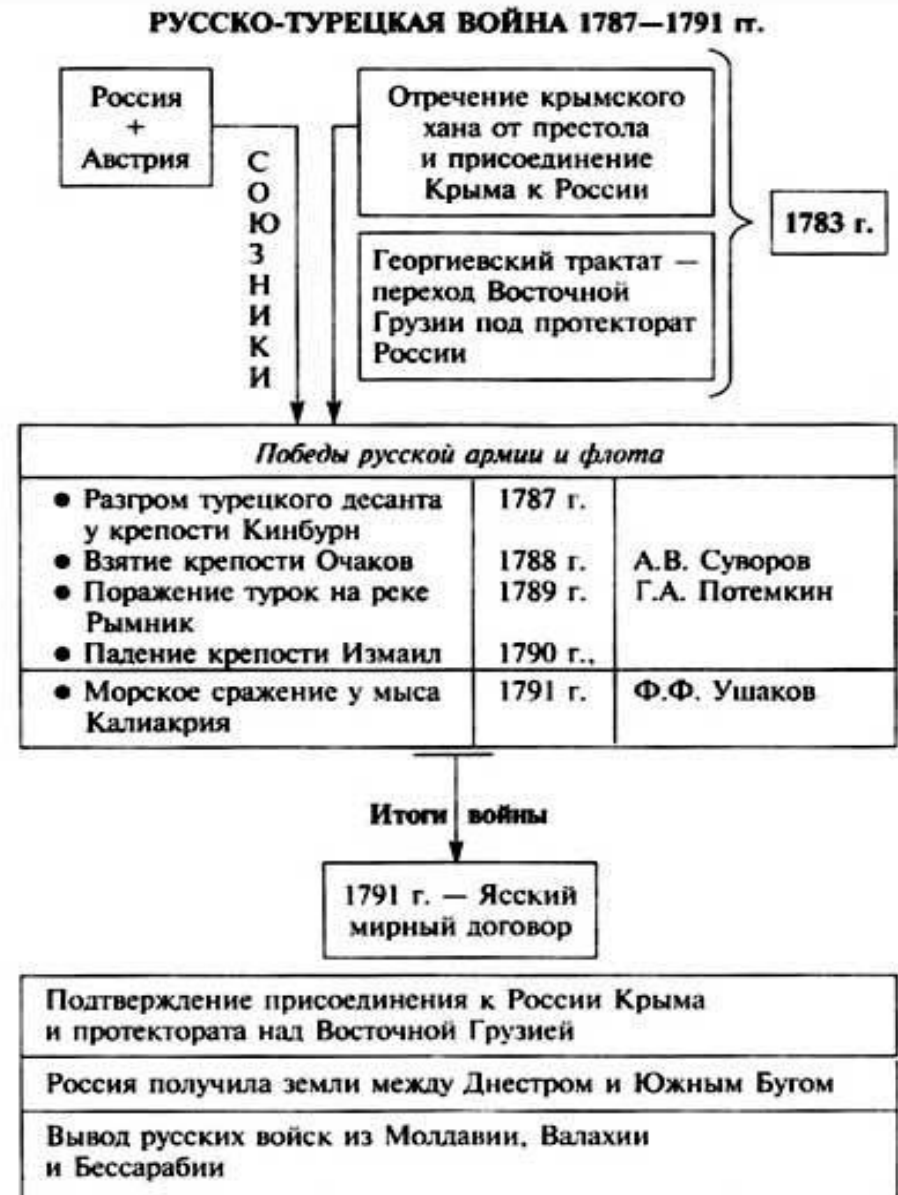 РУССКО-ТУРЕЦКАЯ ВОЙНА 1787—1791 гг.
Россия
+
Австрия
СОЮЗНИКИ
Отречение крымского
хана от престола
и присоединение
Крыма к России
Георгиевский трактат —
переход Восточной
Грузии под протекторат
России
1783 г.
Победы русской армии и флота
• Разгром турецкого десанта 1787 г.
у крепости Кинбурн
• Взятие крепости Очаков 1788 г. А.В. Суворов
• Поражение турок на реке 1789 г. Г.А. Потемкин
Рымник
• Падение крепости Измаил 1790 г.,
• Морское сражение у мыса 1791 г. Ф.Ф. Ушаков
Калиакрия
Итоги войны
1791 г. — Ясский
мирный договор
Подтверждение присоединения к России Крыма
и протектората над Восточной Грузией
Россия получила земли между Днестром и Южным Бугом
Вывод русских войск из Молдавии, Валахии
и Бессарабии